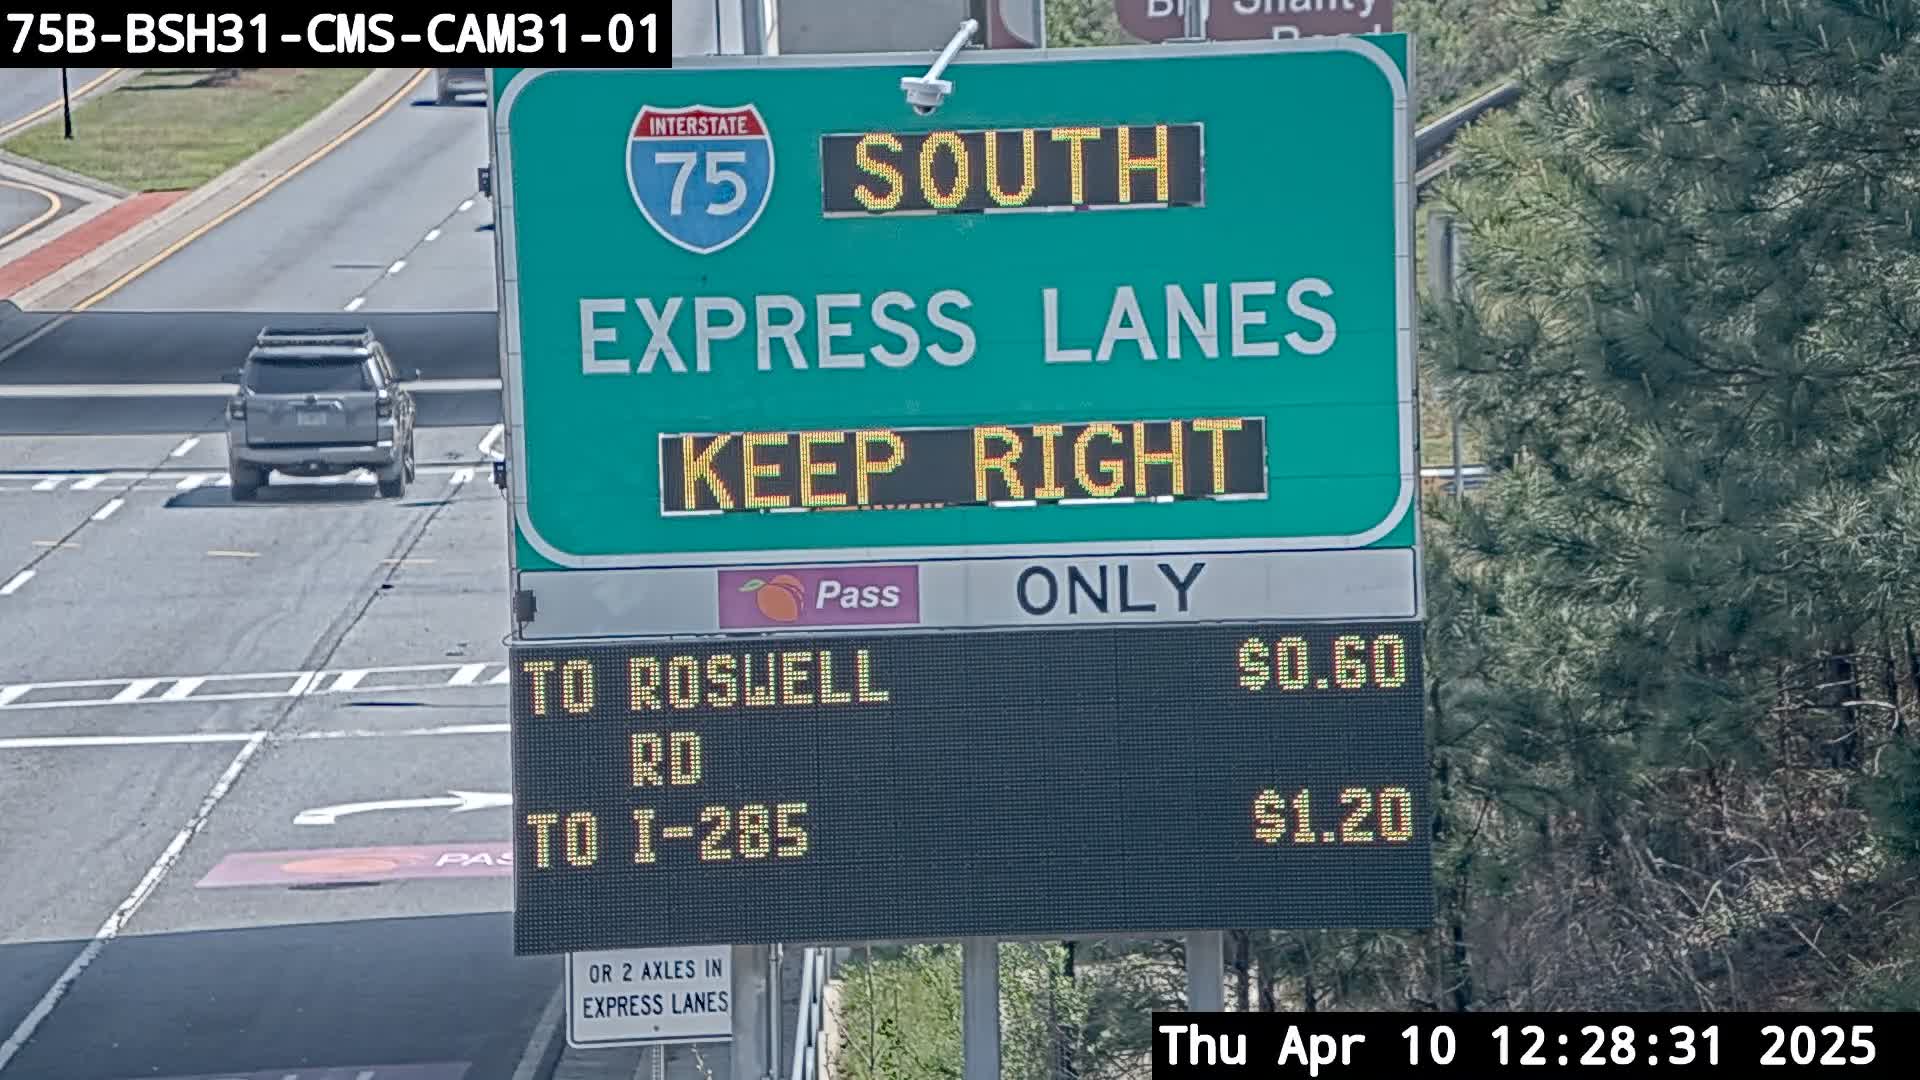 75B-BSH31-CMS-CAM31-01
Shanty
INTERSTATE
75
SOUTH
EXPRESS LANES
KEEP RIGHT
Pass ONLY
TO ROSWELL $0.60
RD
TO I-285 $1.20
OR 2 AXLES IN
EXPRESS LANES
Thu Apr 10 12:28:31 2025